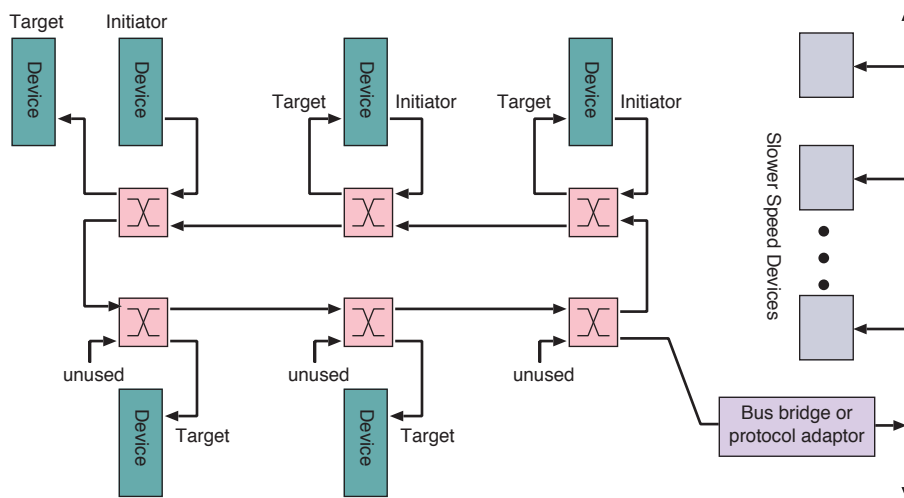 Target Initiator
Device
Device
Target
Device
Initiator
Target
Device
Initiator
Slower Speed Devices
unused
unused
unused
Device
Target
Device
Target
Bus bridge or
protocol adaptor